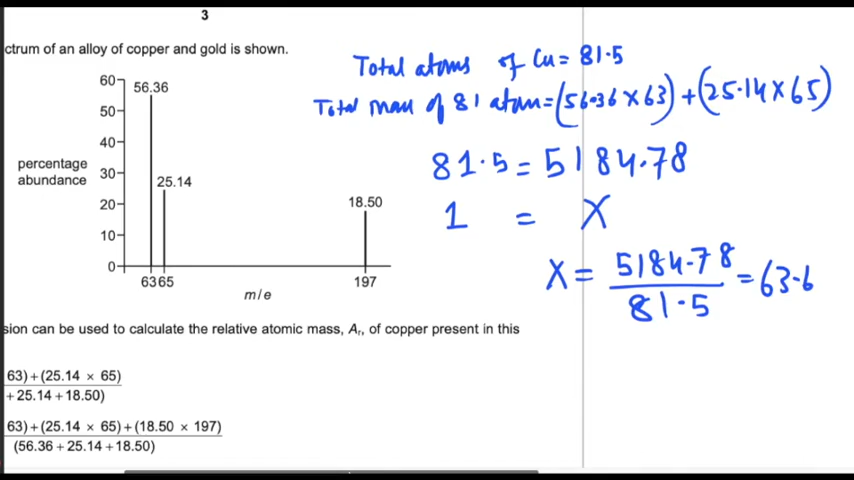 3
ctrum of an alloy of copper and gold is shown.
60
56.36
50
40
percentage
abundance
30
25.14
20
18.50
10
0
63 65
197
m/e
sion can be used to calculate the relative atomic mass, Ar, of copper present in this
63) + (25.14 × 65)
+ 25.14 + 18.50)
63) + (25.14 × 65) + (18.50 × 197)
(56.36 + 25.14 + 18.50)
Total atoms of Cu = 81.5
Total mass of 81 atom = (56.36 × 63) + (25.14 × 65)
81.5 = 5184.78
1 = X
X = 5184.78 / 81.5 = 63.6